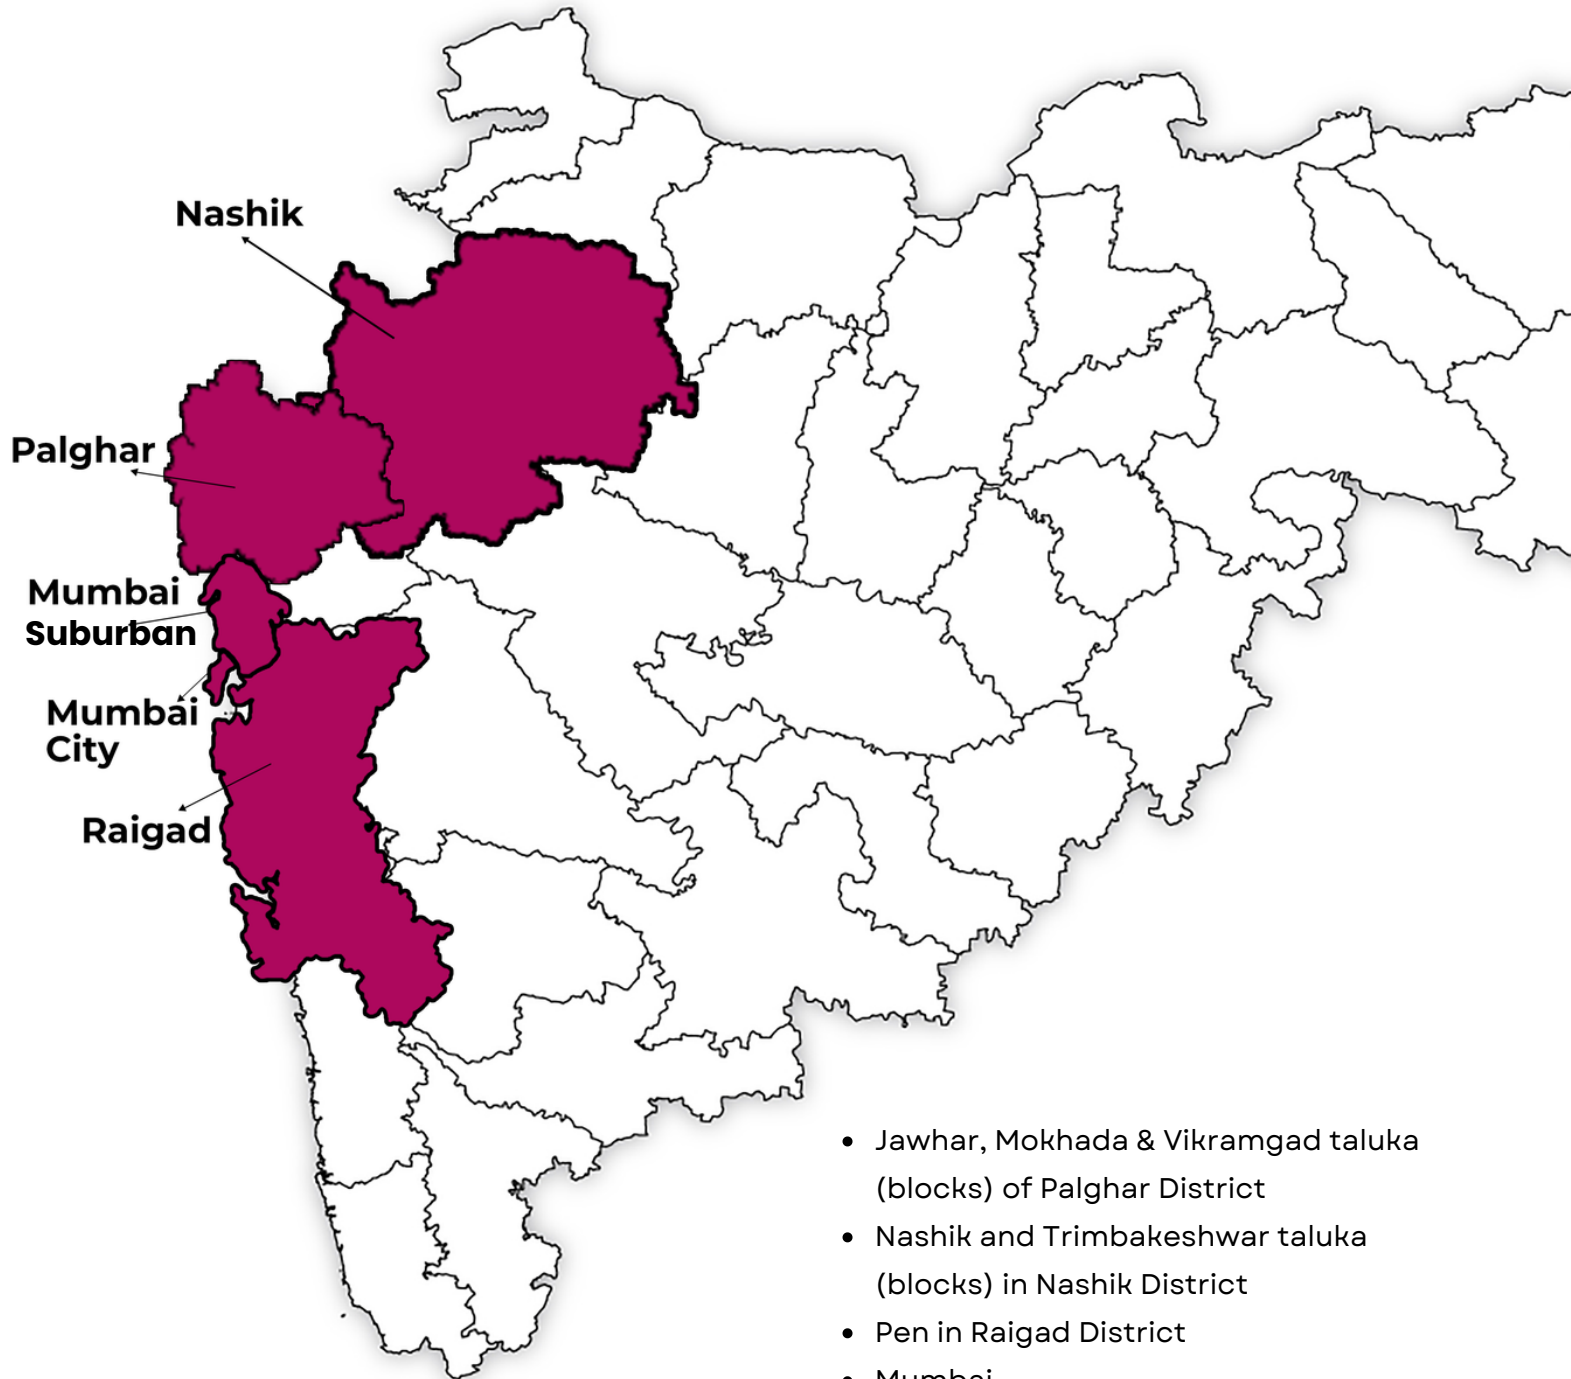 Nashik
Palghar
Mumbai
Suburban
Mumbai
City
Raigad
• Jawhar, Mokhada & Vikramgad taluka
(blocks) of Palghar District
• Nashik and Trimbakeshwar taluka
(blocks) in Nashik District
• Pen in Raigad District
• Mumbai